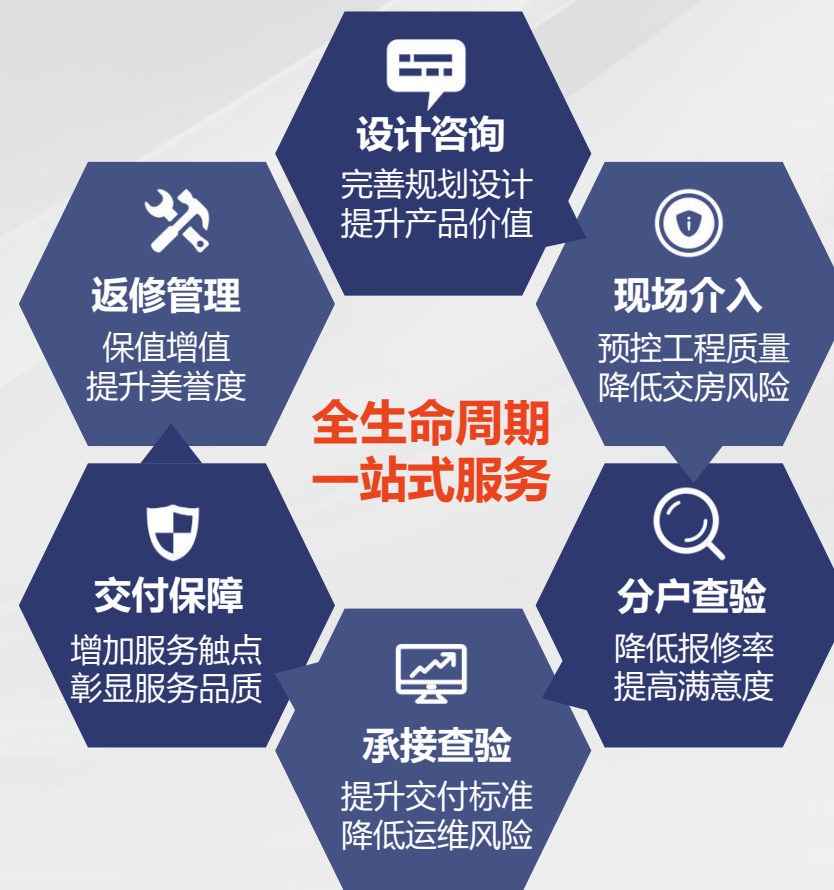 设计咨询
完善规划设计
提升产品价值
现场介入
预控工程质量
降低交房风险
分户查验
降低报修率
提高满意度
承接查验
提升交付标准
降低运维风险
交付保障
增加服务触点
彰显服务品质
返修管理
保值增值
提升美誉度
全生命周期
一站式服务